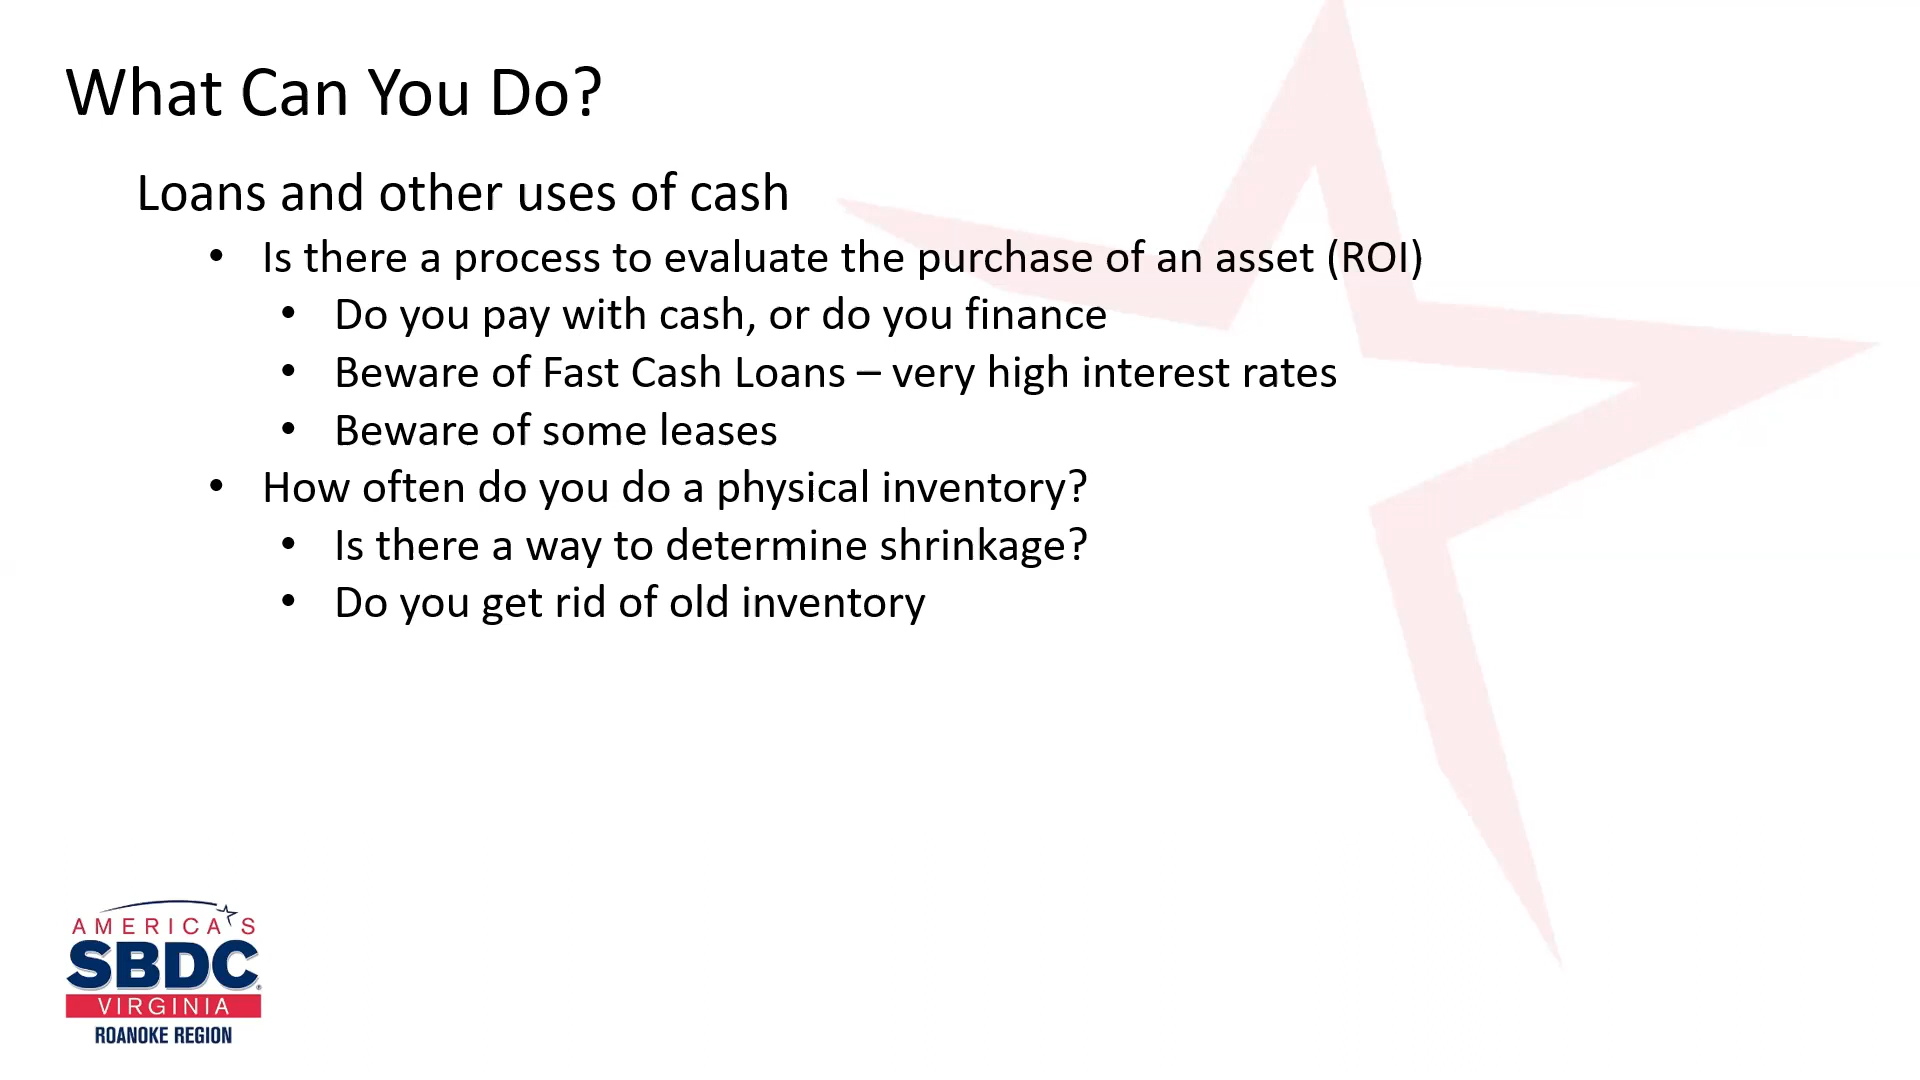 What Can You Do?
Loans and other uses of cash
• Is there a process to evaluate the purchase of an asset (ROI)
• Do you pay with cash, or do you finance
• Beware of Fast Cash Loans – very high interest rates
• Beware of some leases
• How often do you do a physical inventory?
• Is there a way to determine shrinkage?
• Do you get rid of old inventory
AMERICA'S
SBDC®
VIRGINIA
ROANOKE REGION